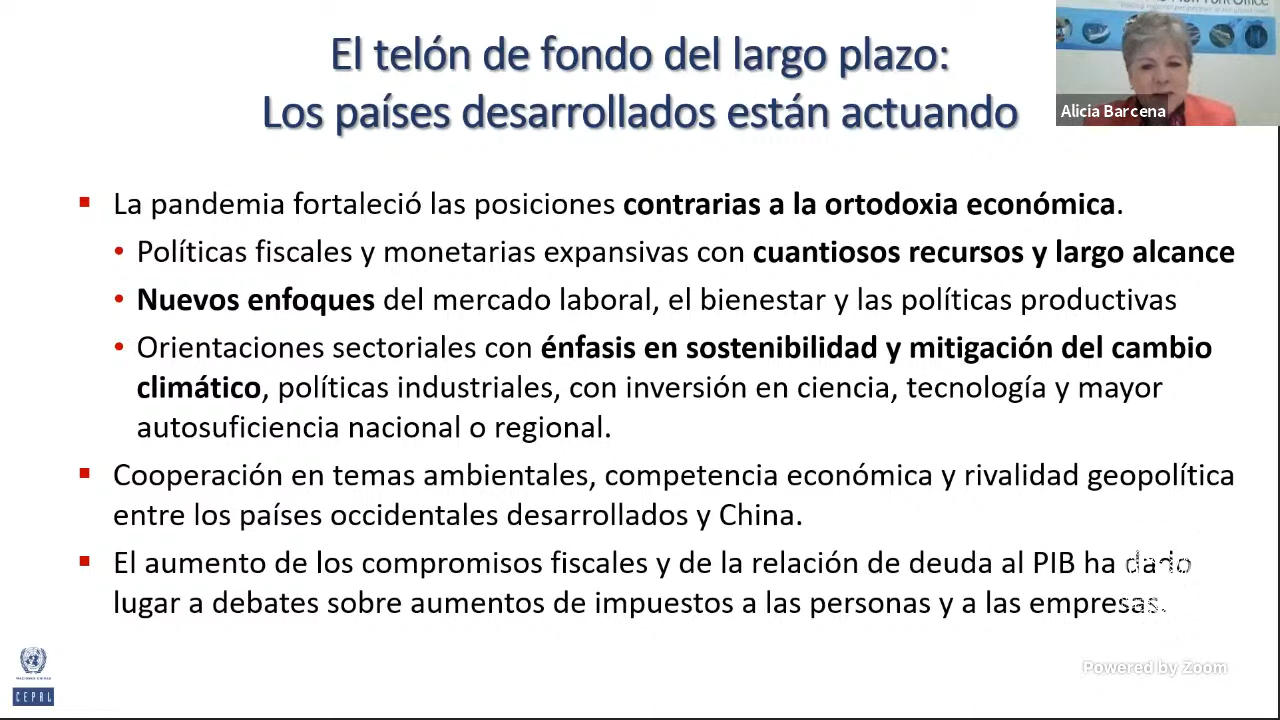 El telón de fondo del largo plazo:
Los países desarrollados están actuando
Alicia Barcena
La pandemia fortaleció las posiciones contrarias a la ortodoxia económica.
Políticas fiscales y monetarias expansivas con cuantiosos recursos y largo alcance
Nuevos enfoques del mercado laboral, el bienestar y las políticas productivas
Orientaciones sectoriales con énfasis en sostenibilidad y mitigación del cambio
climático, políticas industriales, con inversión en ciencia, tecnología y mayor
autosuficiencia nacional o regional.
Cooperación en temas ambientales, competencia económica y rivalidad geopolítica
entre los países occidentales desarrollados y China.
El aumento de los compromisos fiscales y de la relación de deuda al PIB ha dado
lugar a debates sobre aumentos de impuestos a las personas y a las empresas
NACIONES UNIDAS
CEPAL
Powered by Zoom